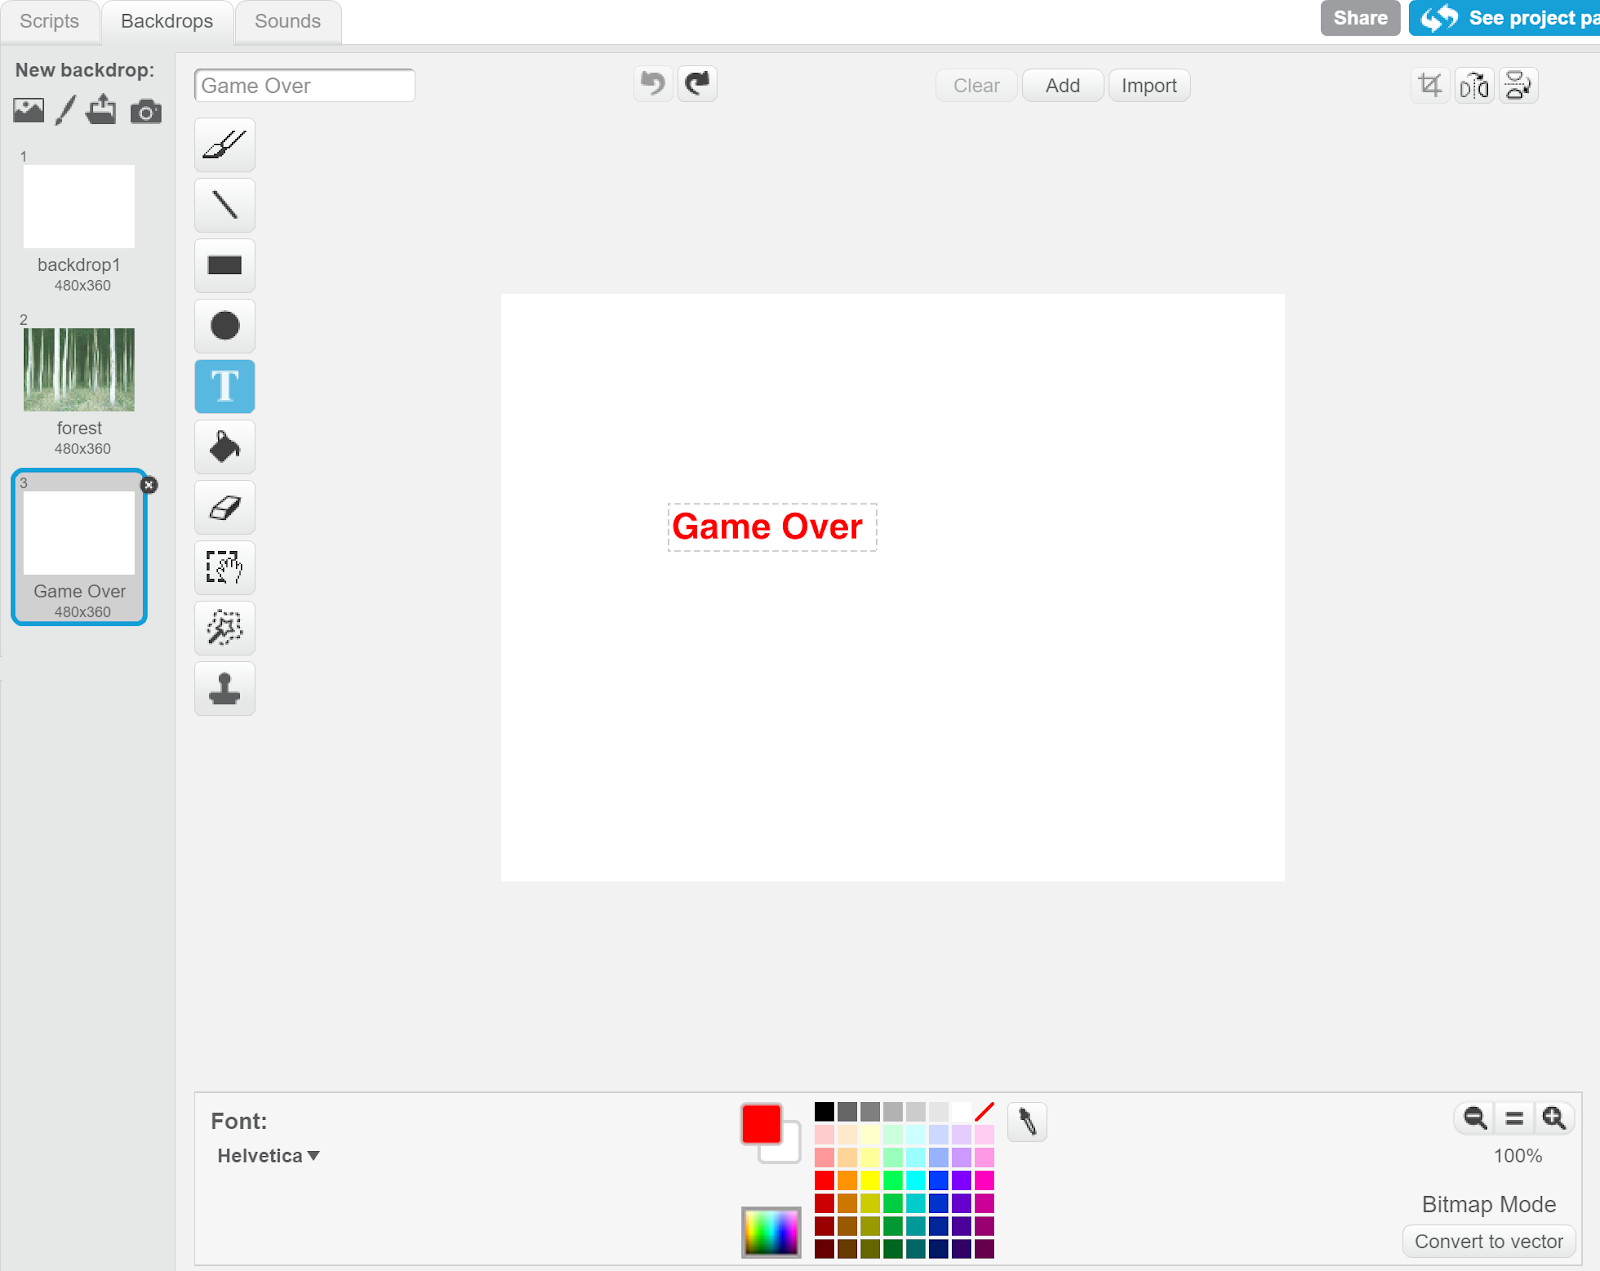 Scripts Backdrops Sounds
Share See project pa
New backdrop:
Game Over
Clear Add Import
1
backdrop1
480x360
2
forest
480x360
3
Game Over
480x360
T
Game Over
Font:
Helvetica
100%
Bitmap Mode
Convert to vector